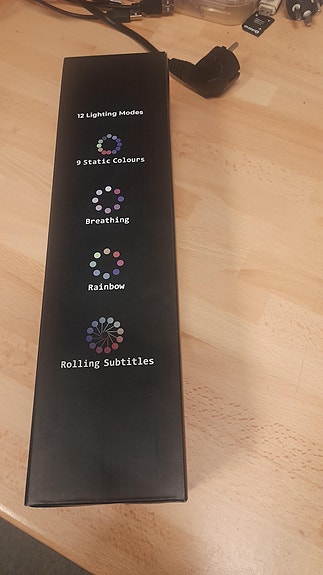 12 Lighting Modes
9 Static Colours
Breathing
Rainbow
Rolling Subtitles